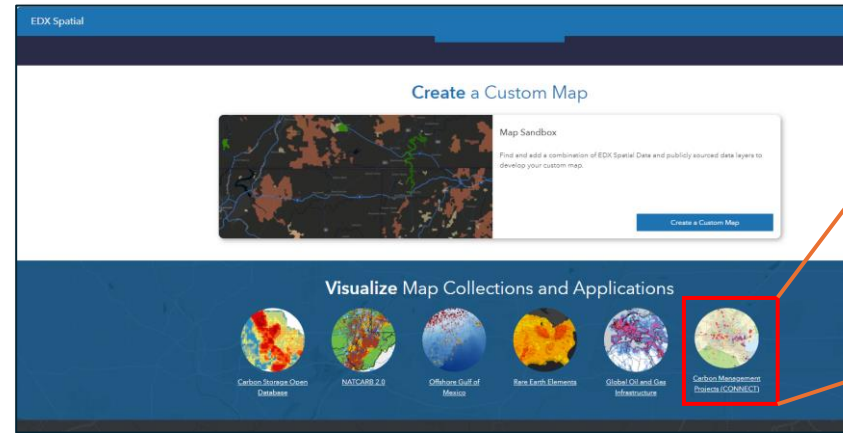 EDX Spatial
Create a Custom Map
Map Sandbox
Find and add a combination of EDX Spatial Data and publicly sourced data layers to
develop your custom map.
Create a Custom Map
Visualize Map Collections and Applications
Carbon Storage Open
Database
NATCARB 2.0
Offshore Gulf of
Mexico
Rare Earth Elements
Global Oil and Gas
Infrastructure
Carbon Management
Projects (CONNECT)